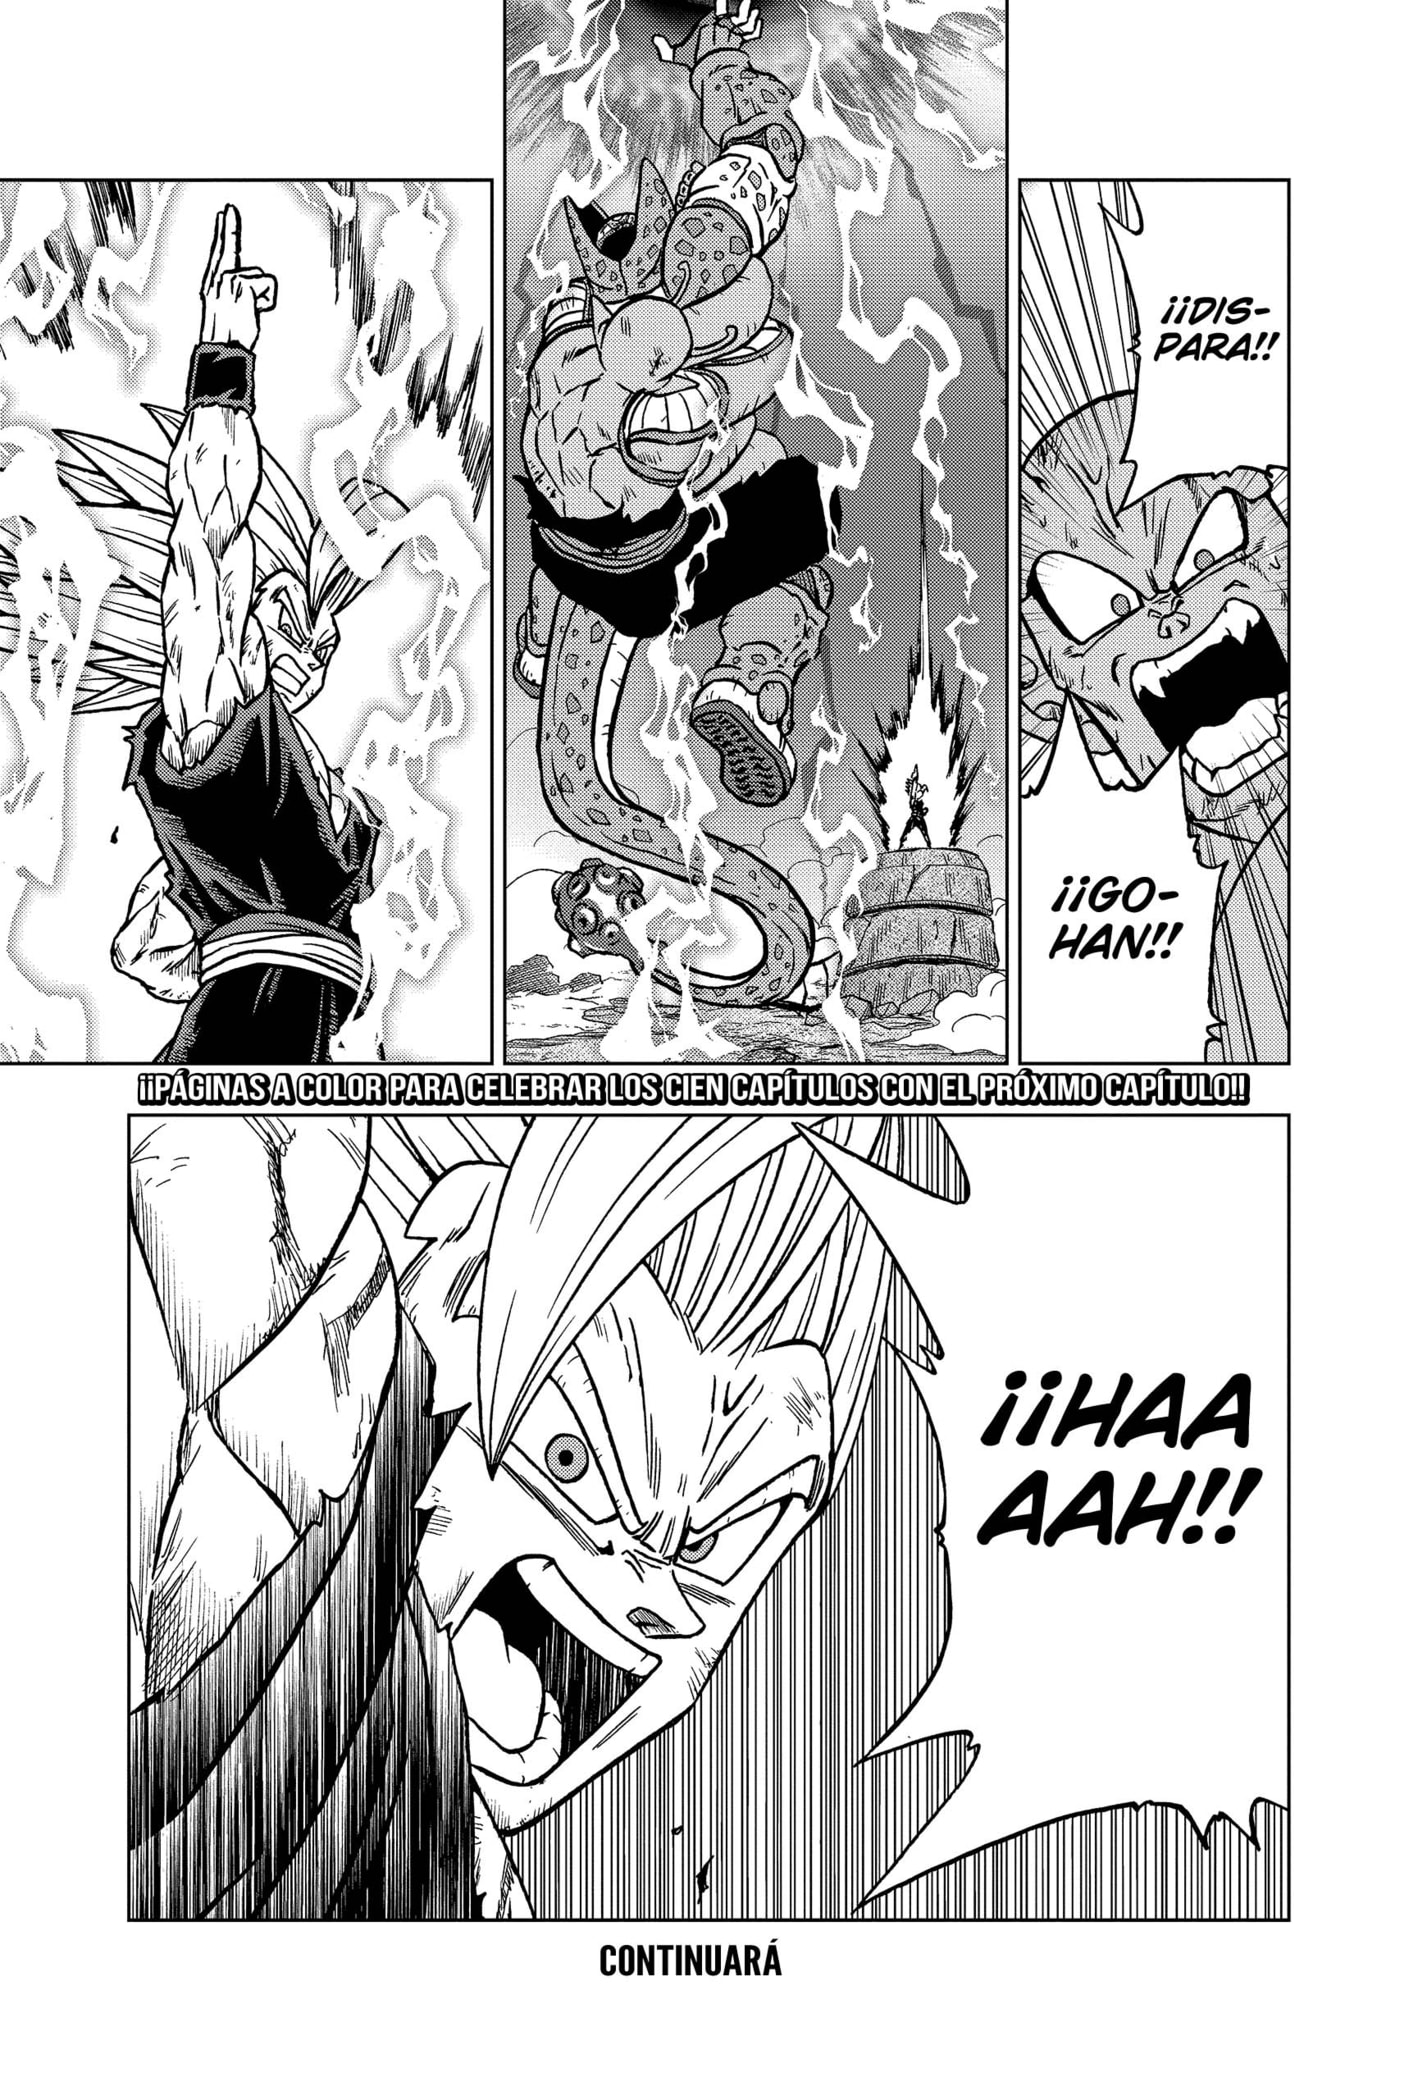 ¡¡DIS-
PARA!!
¡¡GO-
HAN!!
¡¡PÁGINAS A COLOR PARA CELEBRAR LOS CIEN CAPÍTULOS CON EL PRÓXIMO CAPÍTULO!!
¡¡HAA
AAH!!
CONTINUARÁ